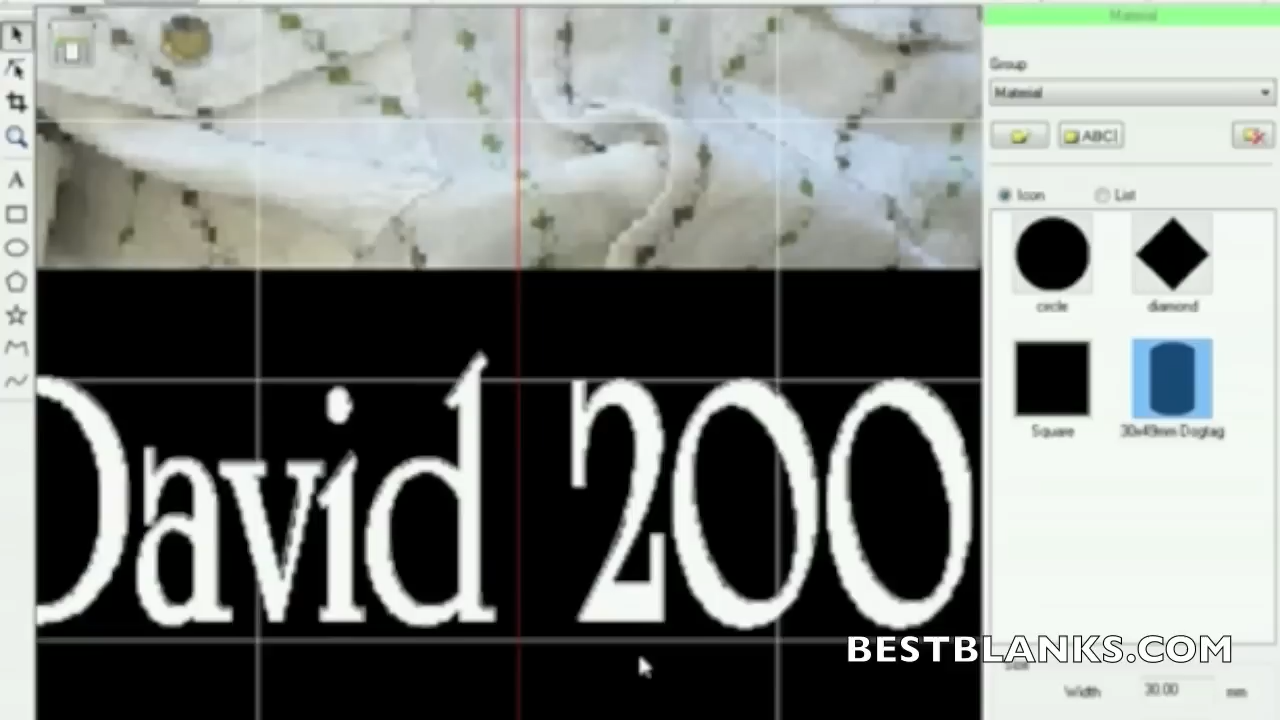 Material
Group
Material
ABC
Icon
List
circle
diamond
Square
30x49mm Dogtag
David 200
BESTBLANKS.COM
Size
Width 30.00 mm